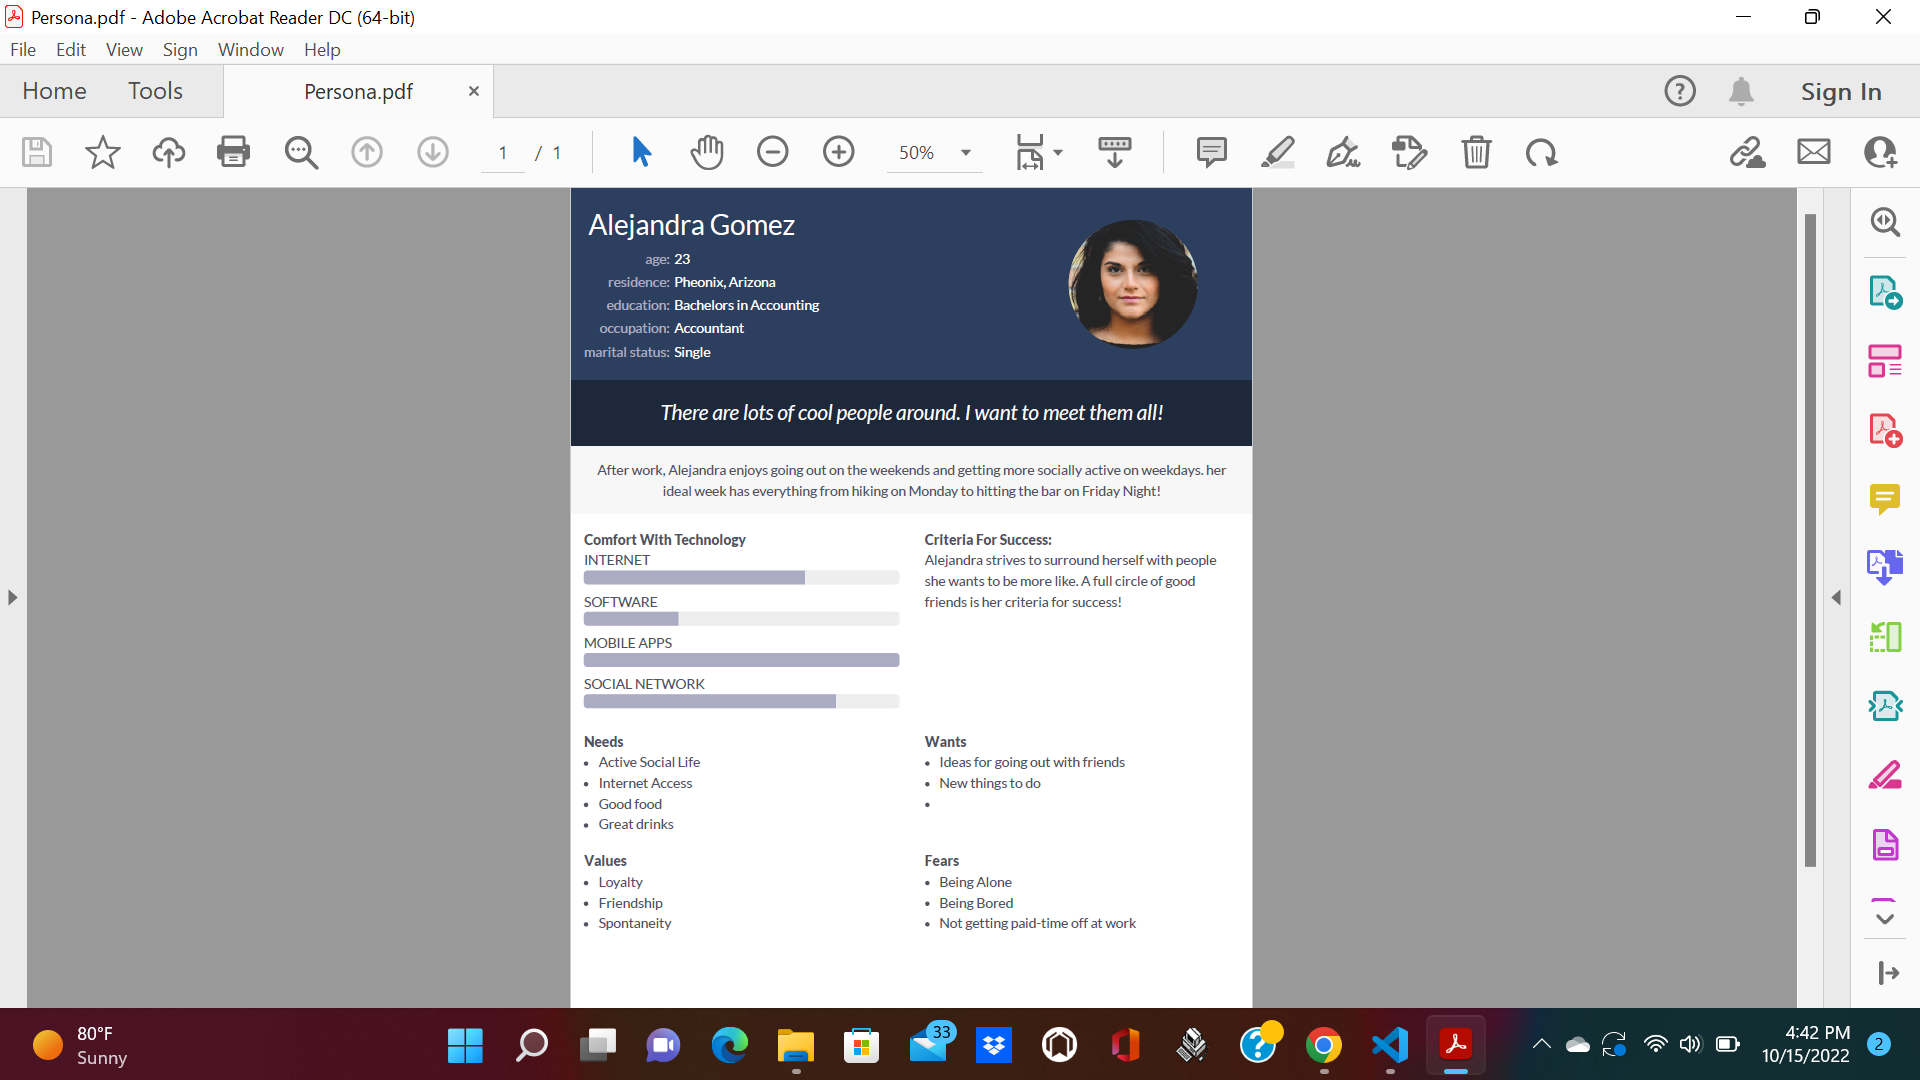 Persona.pdf - Adobe Acrobat Reader DC (64-bit)
File Edit View Sign Window Help
Home Tools Persona.pdf Sign In
1 / 1 50%
Alejandra Gomez
age: 23
residence: Pheonix, Arizona
education: Bachelors in Accounting
occupation: Accountant
marital status: Single
There are lots of cool people around. I want to meet them all!
After work, Alejandra enjoys going out on the weekends and getting more socially active on weekdays. her
ideal week has everything from hiking on Monday to hitting the bar on Friday Night!
Comfort With Technology
INTERNET
SOFTWARE
MOBILE APPS
SOCIAL NETWORK
Criteria For Success:
Alejandra strives to surround herself with people
she wants to be more like. A full circle of good
friends is her criteria for success!
Needs
• Active Social Life
• Internet Access
• Good food
• Great drinks
Wants
• Ideas for going out with friends
• New things to do
•
Values
• Loyalty
• Friendship
• Spontaneity
Fears
• Being Alone
• Being Bored
• Not getting paid-time off at work
80°F
Sunny
33
4:42 PM
10/15/2022
2